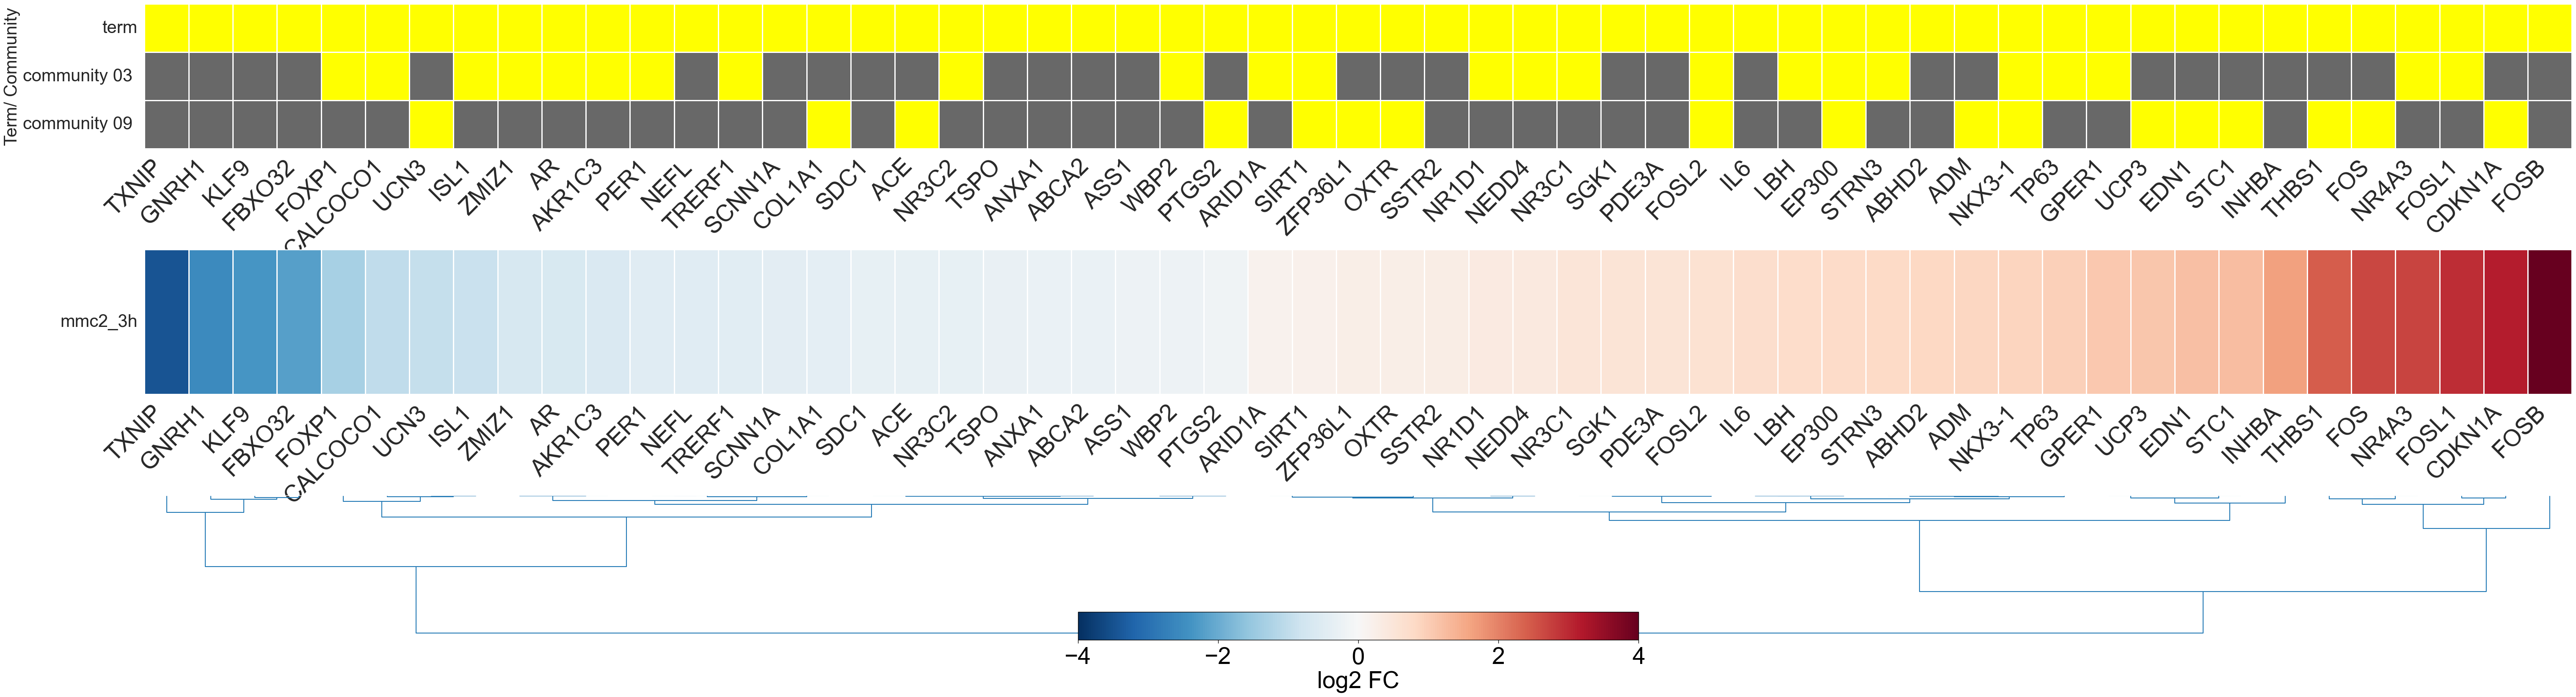 Term/ Community
term
community 03
community 09
TXNIP GNRH1 KLF9 FBXO32 FOXP1 CALCOCO1 UCN3 ISL1 ZMIZ1 AR AKR1C3 PER1 NEFL TRERF1 SCNN1A COL1A1 SDC1 ACE NR3C2 TSPO ANXA1 ABCA2 ASS1 WBP2 PTGS2 ARID1A SIRT1 ZFP36L1 OXTR SSTR2 NR1D1 NEDD4 NR3C1 SGK1 PDE3A FOSL2 IL6 LBH EP300 STRN3 ABHD2 ADM NKX3-1 TP63 GPER1 UCP3 EDN1 STC1 INHBA THBS1 FOS NR4A3 FOSL1 CDKN1A FOSB
mmc2_3h
TXNIP GNRH1 KLF9 FBXO32 FOXP1 CALCOCO1 UCN3 ISL1 ZMIZ1 AR AKR1C3 PER1 NEFL TRERF1 SCNN1A COL1A1 SDC1 ACE NR3C2 TSPO ANXA1 ABCA2 ASS1 WBP2 PTGS2 ARID1A SIRT1 ZFP36L1 OXTR SSTR2 NR1D1 NEDD4 NR3C1 SGK1 PDE3A FOSL2 IL6 LBH EP300 STRN3 ABHD2 ADM NKX3-1 TP63 GPER1 UCP3 EDN1 STC1 INHBA THBS1 FOS NR4A3 FOSL1 CDKN1A FOSB
−4 −2 0 2 4
log2 FC